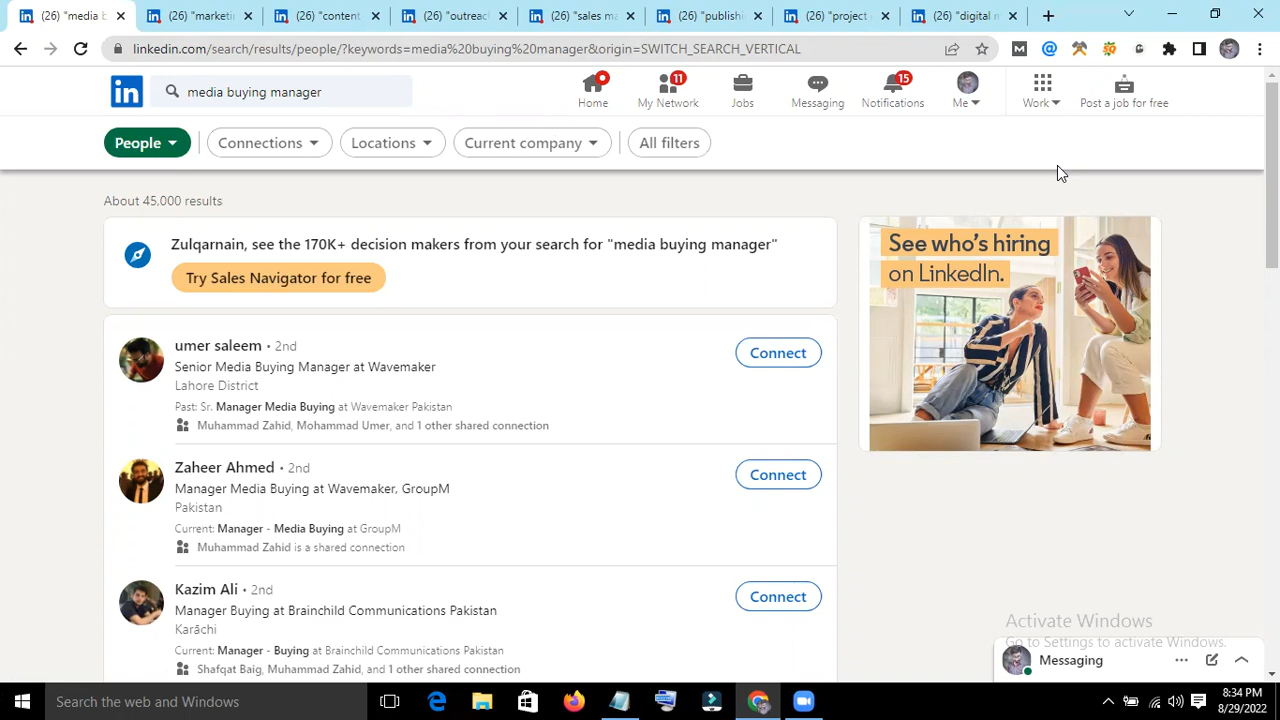 (26) "media b
(26) "marketi
(26) "content
(26) "outreac
(26) "sales ma
(26) "publishi
(26) "project
(26) "digital m
linkedin.com/search/results/people/?keywords=media%20buying%20manager&origin=SWITCH_SEARCH_VERTICAL
in
media buying manager
Home
11
My Network
Jobs
Messaging
15
Notifications
Me
Work
Post a job for free
People
Connections
Locations
Current company
All filters
About 45,000 results
Zulqarnain, see the 170K+ decision makers from your search for "media buying manager"
Try Sales Navigator for free
See who's hiring
on LinkedIn.
umer saleem • 2nd
Connect
Senior Media Buying Manager at Wavemaker
Lahore District
Past: Sr. Manager Media Buying at Wavemaker Pakistan
Muhammad Zahid, Mohammad Umer, and 1 other shared connection
Zaheer Ahmed • 2nd
Connect
Manager Media Buying at Wavemaker, GroupM
Pakistan
Current: Manager - Media Buying at GroupM
Muhammad Zahid is a shared connection
Kazim Ali • 2nd
Connect
Manager Buying at Brainchild Communications Pakistan
Karāchi
Current: Manager - Buying at Brainchild Communications Pakistan
Shafqat Baig, Muhammad Zahid, and 1 other shared connection
Activate Windows
Go to Settings to activate Windows.
Messaging
Search the web and Windows
8:34 PM
8/29/2022